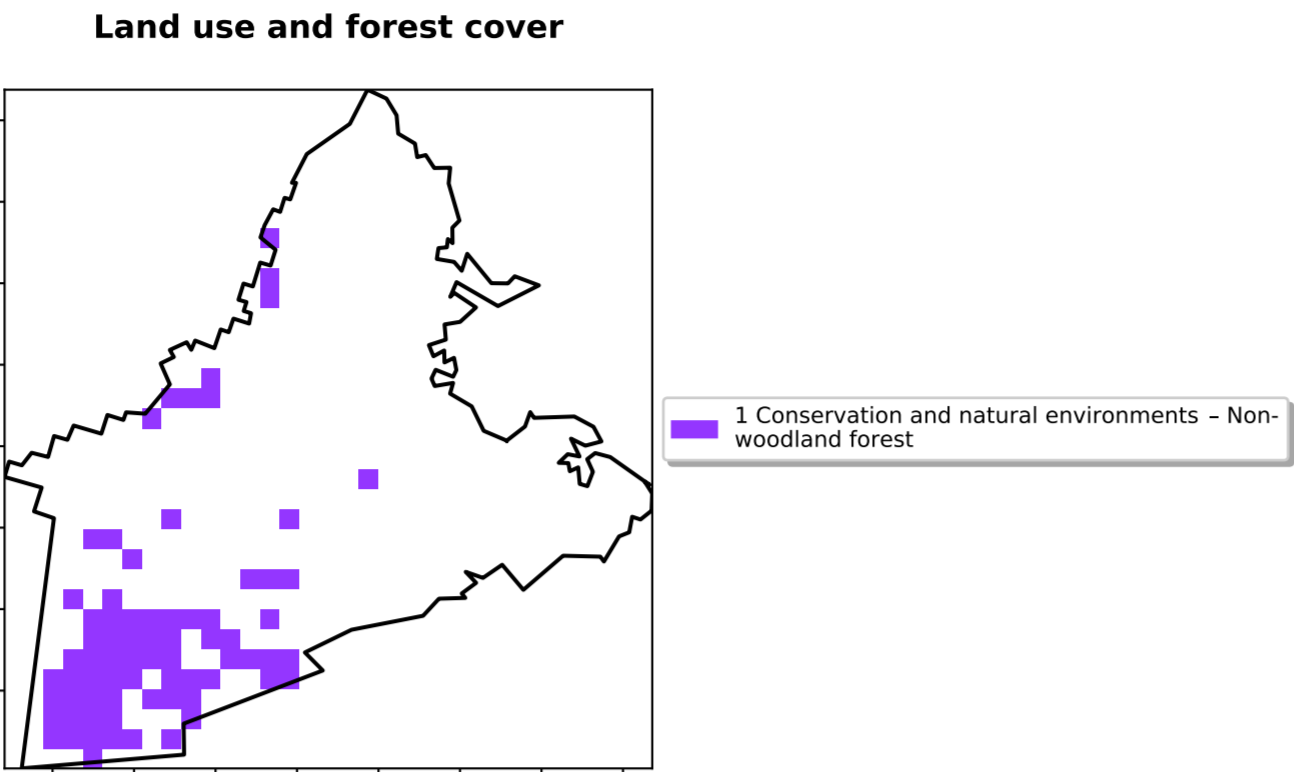 Land use and forest cover
1 Conservation and natural environments – Non-
woodland forest